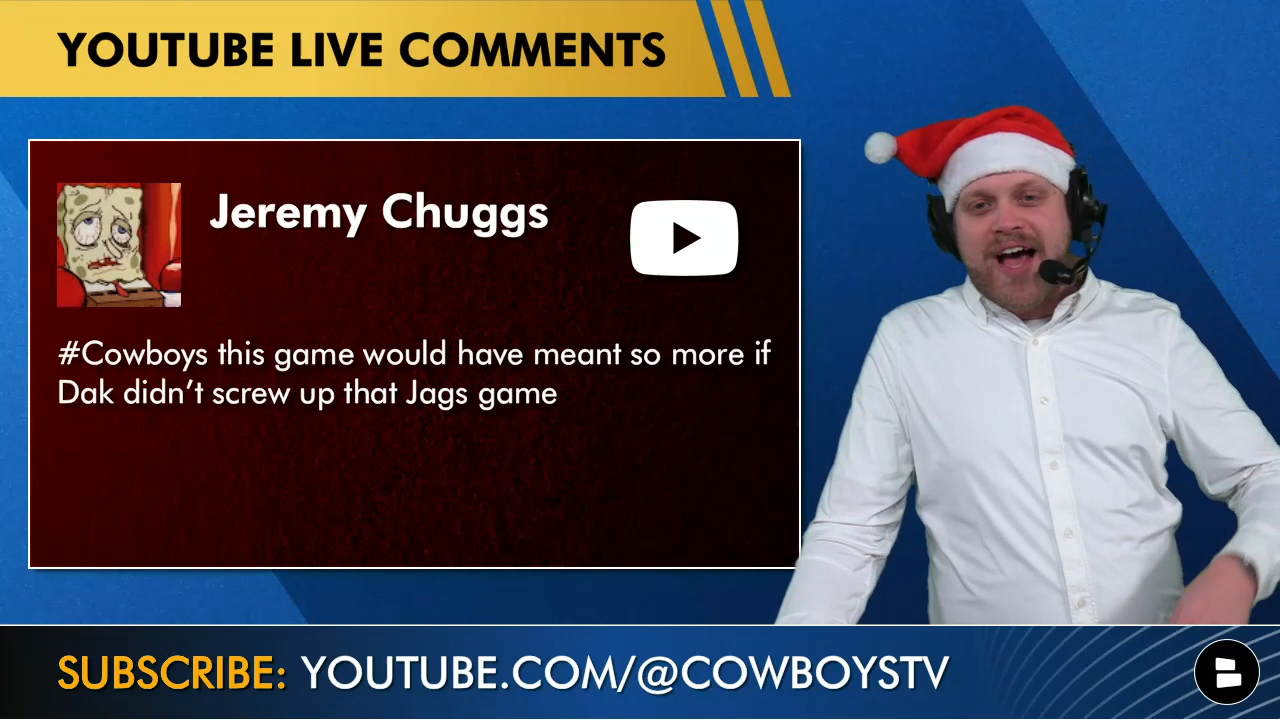 YOUTUBE LIVE COMMENTS
Jeremy Chuggs
#Cowboys this game would have meant so more if
Dak didn't screw up that Jags game
SUBSCRIBE: YOUTUBE.COM/@COWBOYSTV